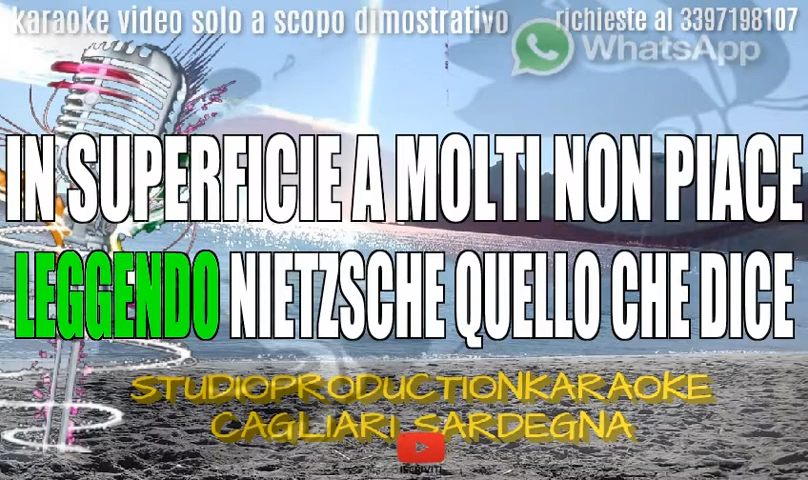 karaoke video solo a scopo dimostrativo
richieste al 3397198107
WhatsApp
IN SUPERFICIE A MOLTI NON PIACE
LEGGENDO NIETZSCHE QUELLO CHE DICE
STUDIOPRODUCTIONKARAOKE
CAGLIARI SARDEGNA
ISCRIVITI